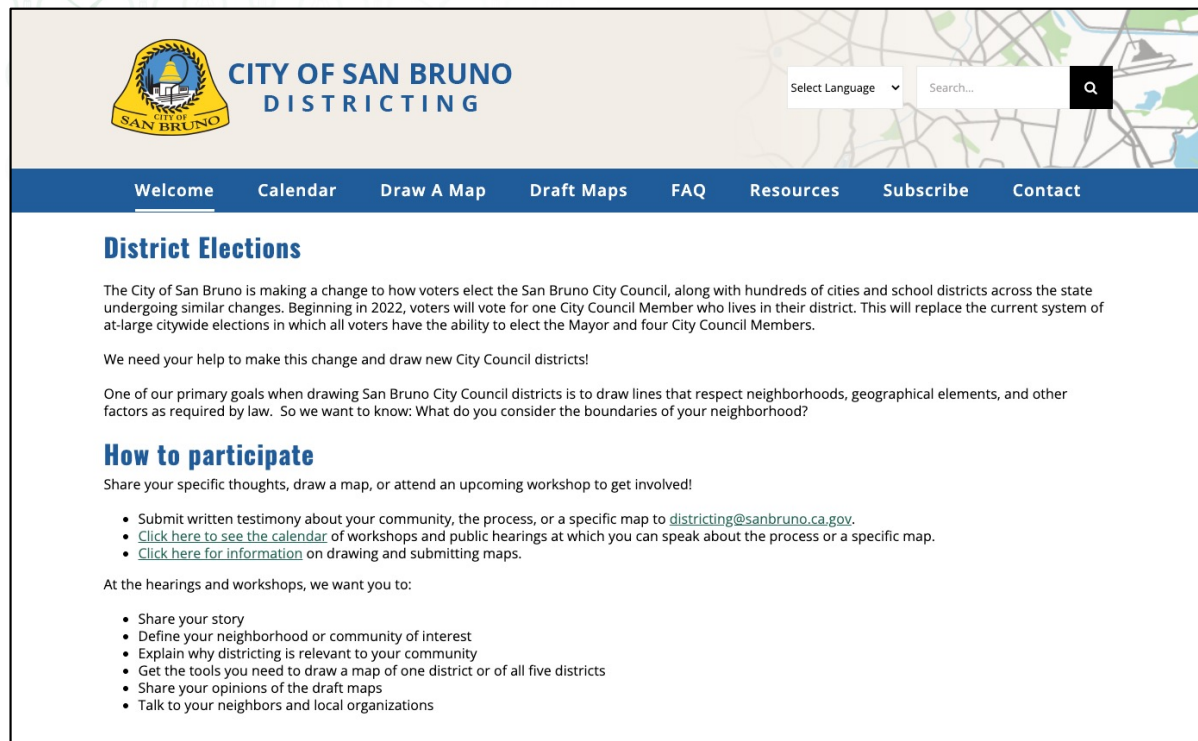 CITY OF SAN BRUNO
DISTRICTING
CITY OF
SAN BRUNO
Select Language
Search...
Welcome Calendar Draw A Map Draft Maps FAQ Resources Subscribe Contact
District Elections
The City of San Bruno is making a change to how voters elect the San Bruno City Council, along with hundreds of cities and school districts across the state
undergoing similar changes. Beginning in 2022, voters will vote for one City Council Member who lives in their district. This will replace the current system of
at-large citywide elections in which all voters have the ability to elect the Mayor and four City Council Members.
We need your help to make this change and draw new City Council districts!
One of our primary goals when drawing San Bruno City Council districts is to draw lines that respect neighborhoods, geographical elements, and other
factors as required by law. So we want to know: What do you consider the boundaries of your neighborhood?
How to participate
Share your specific thoughts, draw a map, or attend an upcoming workshop to get involved!
• Submit written testimony about your community, the process, or a specific map to districting@sanbruno.ca.gov.
• Click here to see the calendar of workshops and public hearings at which you can speak about the process or a specific map.
• Click here for information on drawing and submitting maps.
At the hearings and workshops, we want you to:
• Share your story
• Define your neighborhood or community of interest
• Explain why districting is relevant to your community
• Get the tools you need to draw a map of one district or of all five districts
• Share your opinions of the draft maps
• Talk to your neighbors and local organizations